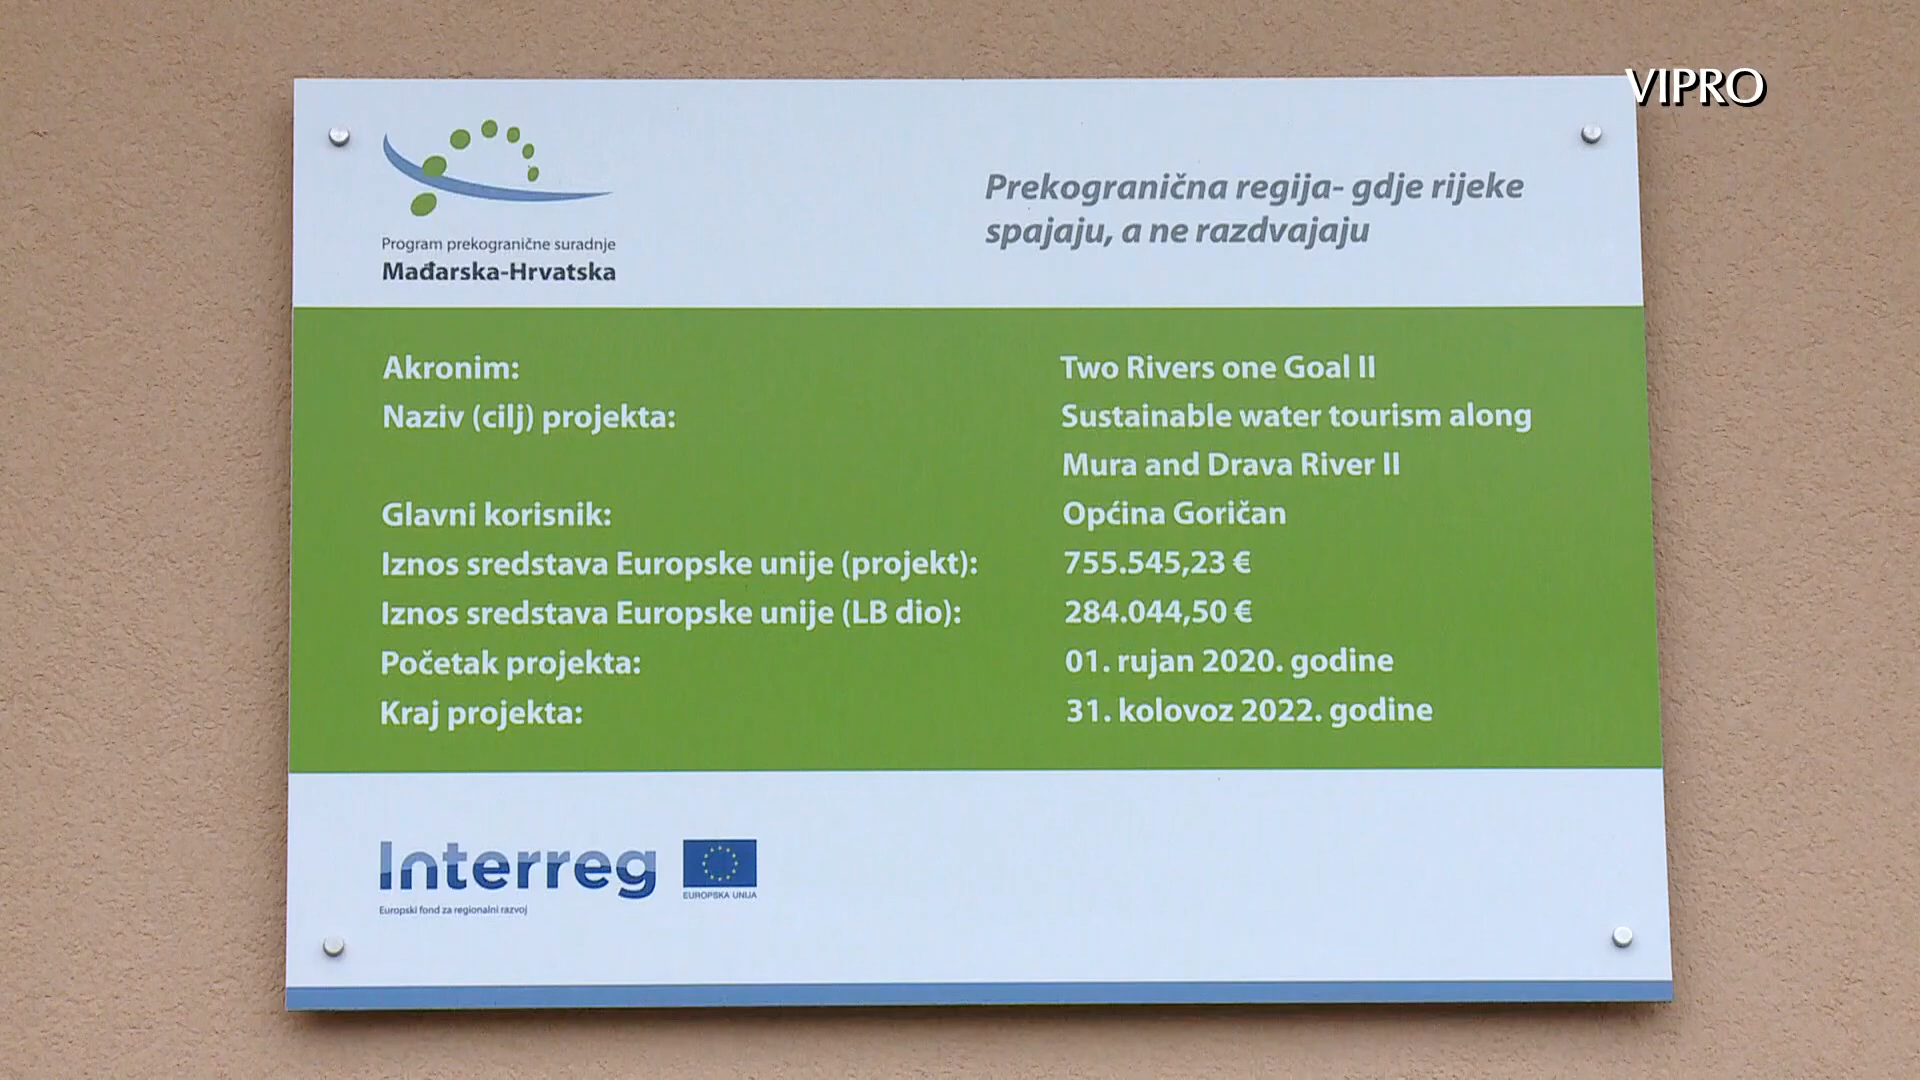 VIPRO
Prekogranična regija- gdje rijeke
spajaju, a ne razdvajaju
Program prekogranične suradnje
Mađarska-Hrvatska
Akronim: Two Rivers one Goal II
Naziv (cilj) projekta: Sustainable water tourism along
Mura and Drava River II
Glavni korisnik: Općina Goričan
Iznos sredstava Europske unije (projekt): 755.545,23 €
Iznos sredstava Europske unije (LB dio): 284.044,50 €
Početak projekta: 01. rujan 2020. godine
Kraj projekta: 31. kolovoz 2022. godine
Interreg
EUROPSKA UNIJA
Europski fond za regionalni razvoj